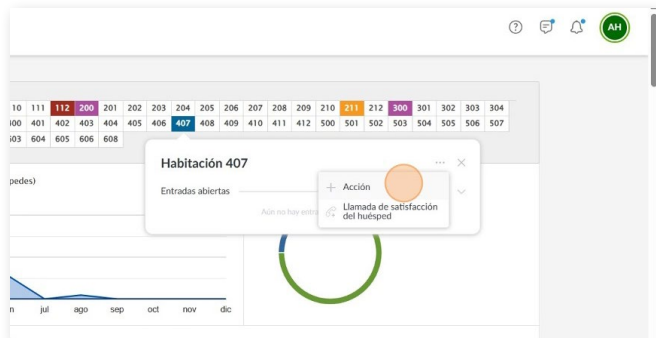 AH
10 111 112 200 201 202 203 204 205 206 207 208 209 210 211 212 300 301 302 303 304
400 401 402 403 404 405 406 407 408 409 410 411 412 500 501 502 503 504 505 506 507
603 604 605 606 608
Habitación 407
pedes)
Entradas abiertas
Acción
Aún no hay entra
Llamada de satisfacción
del huésped
n jul ago sep oct nov dic